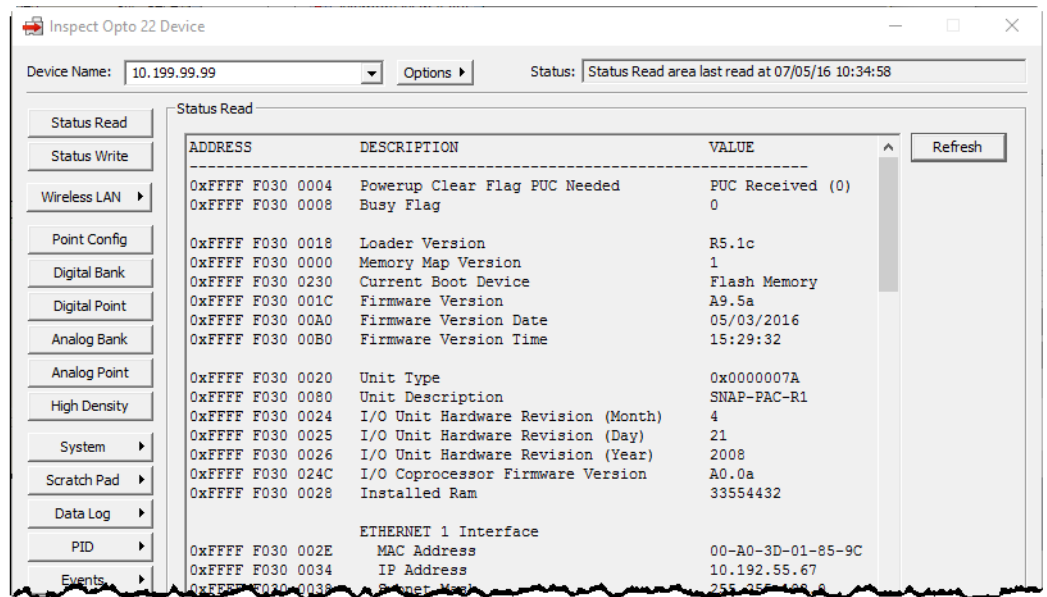 Inspect Opto 22 Device
Device Name: 10.199.99.99 Options Status: Status Read area last read at 07/05/16 10:34:58
Status Read
Status Write
Wireless LAN
Point Config
Digital Bank
Digital Point
Analog Bank
Analog Point
High Density
System
Scratch Pad
Data Log
PID
Events
Status Read
Refresh
ADDRESS DESCRIPTION VALUE
--------------------------------------------------------------------------
0xFFFF F030 0004 Powerup Clear Flag PUC Needed PUC Received (0)
0xFFFF F030 0008 Busy Flag 0
0xFFFF F030 0018 Loader Version R5.1c
0xFFFF F030 0000 Memory Map Version 1
0xFFFF F030 0230 Current Boot Device Flash Memory
0xFFFF F030 001C Firmware Version A9.5a
0xFFFF F030 00A0 Firmware Version Date 05/03/2016
0xFFFF F030 00B0 Firmware Version Time 15:29:32
0xFFFF F030 0020 Unit Type 0x0000007A
0xFFFF F030 0080 Unit Description SNAP-PAC-R1
0xFFFF F030 0024 I/O Unit Hardware Revision (Month) 4
0xFFFF F030 0025 I/O Unit Hardware Revision (Day) 21
0xFFFF F030 0026 I/O Unit Hardware Revision (Year) 2008
0xFFFF F030 024C I/O Coprocessor Firmware Version A0.0a
0xFFFF F030 0028 Installed Ram 33554432
ETHERNET 1 Interface
0xFFFF F030 002E MAC Address 00-A0-3D-01-85-9C
0xFFFF F030 0034 IP Address 10.192.55.67
0xFFFF F030 0038